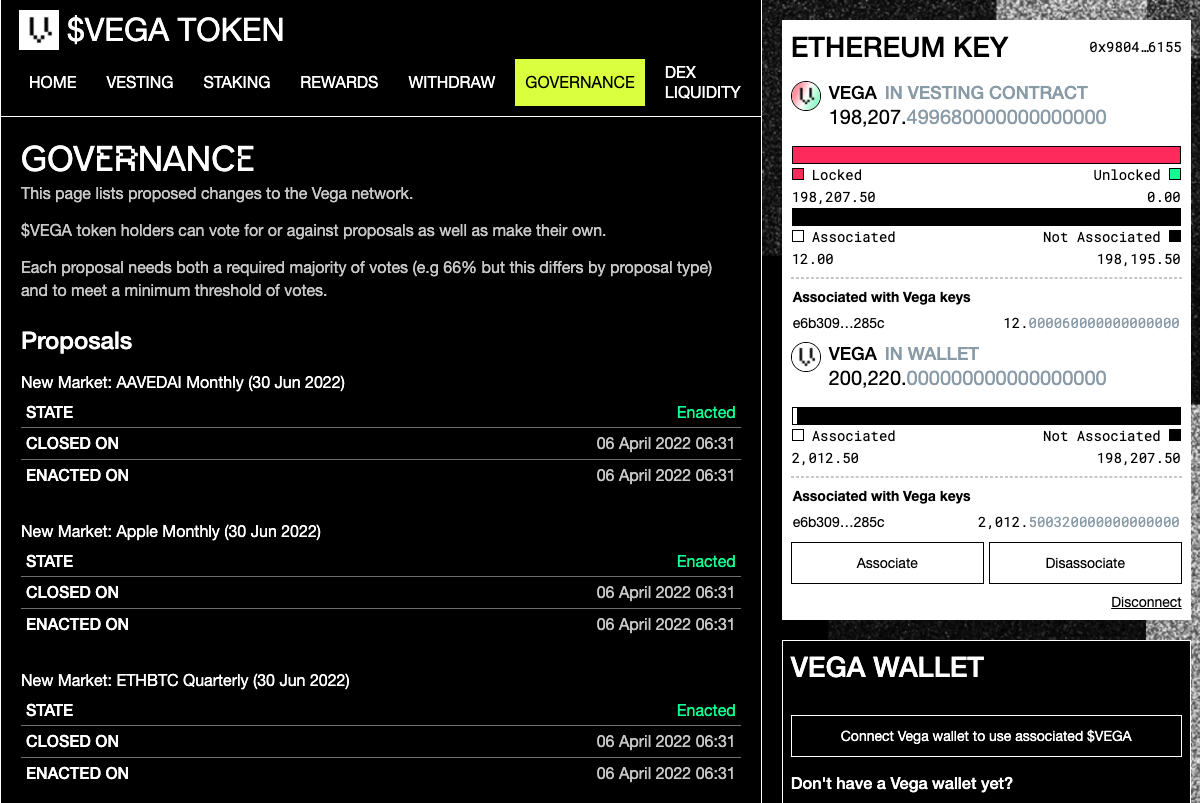 $VEGA TOKEN
HOME VESTING STAKING REWARDS WITHDRAW GOVERNANCE DEX LIQUIDITY
GOVERNANCE
This page lists proposed changes to the Vega network.
$VEGA token holders can vote for or against proposals as well as make their own.
Each proposal needs both a required majority of votes (e.g 66% but this differs by proposal type)
and to meet a minimum threshold of votes.
Proposals
New Market: AAVEDAI Monthly (30 Jun 2022)
STATE Enacted
CLOSED ON 06 April 2022 06:31
ENACTED ON 06 April 2022 06:31
New Market: Apple Monthly (30 Jun 2022)
STATE Enacted
CLOSED ON 06 April 2022 06:31
ENACTED ON 06 April 2022 06:31
New Market: ETHBTC Quarterly (30 Jun 2022)
STATE Enacted
CLOSED ON 06 April 2022 06:31
ENACTED ON 06 April 2022 06:31
ETHEREUM KEY 0x9804…6155
VEGA IN VESTING CONTRACT
198,207.499680000000000000
Locked Unlocked
198,207.50 0.00
Associated Not Associated
12.00 198,195.50
Associated with Vega keys
e6b309…285c 12.000060000000000000
VEGA IN WALLET
200,220.000000000000000000
Associated Not Associated
2,012.50 198,207.50
Associated with Vega keys
e6b309…285c 2,012.500320000000000000
Associate Disassociate
Disconnect
VEGA WALLET
Connect Vega wallet to use associated $VEGA
Don't have a Vega wallet yet?